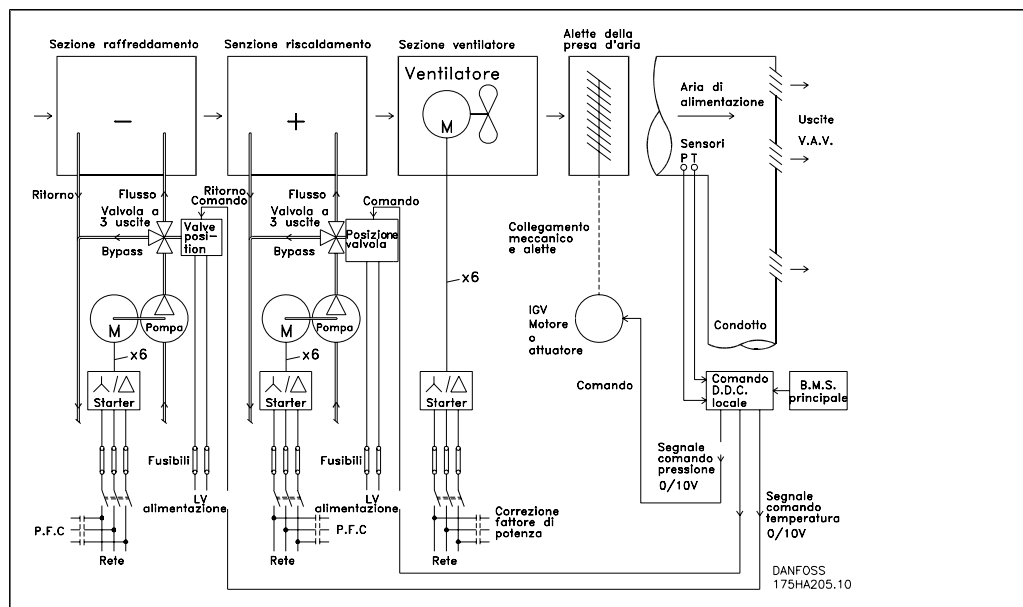 Sezione raffreddamento
Senzione riscaldamento
Sezione ventilatore
Alette della
presa d'aria
Ventilatore
M
-
+
Aria di
alimentazione
Sensori
P T
Uscite
V.A.V.
Ritorno
Flusso
Valvola a
3 uscite
Bypass
Comando
Valve
posi-
tion
Ritorno
Flusso
Valvola a
3 uscite
Bypass
Comando
Posizione
valvola
Collegamento
meccanico
e alette
x6
M
Pompa
x6
M
Pompa
x6
IGV
Motore
o
attuatore
Condotto
Comando
Starter
Starter
Starter
Comando
D.D.C.
locale
B.M.S.
principale
Fusibili
Fusibili
LV
alimentazione
LV
alimentazione
Segnale
comando
pressione
0/10V
Segnale
comando
temperatura
0/10V
P.F.C
P.F.C
Correzione
fattore di
potenza
Rete
Rete
Rete
DANFOSS
175HA205.10